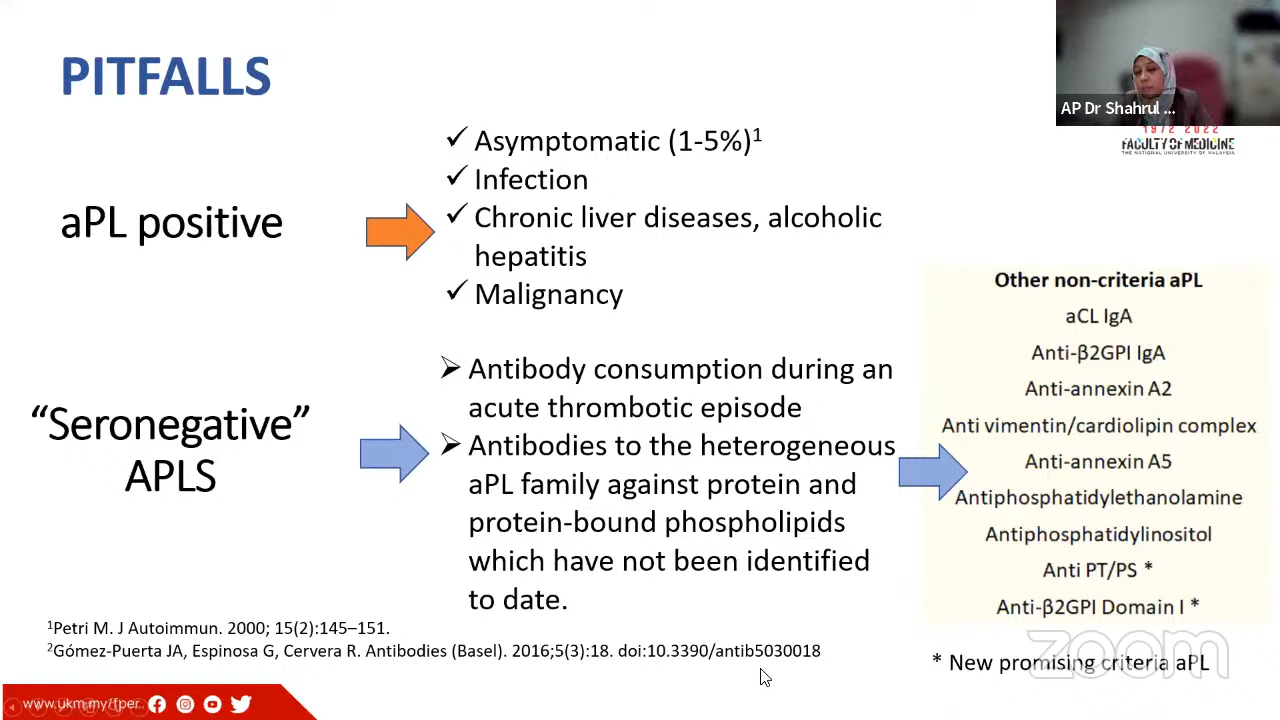 PITFALLS
AP Dr Shahrul ...
1972 2022
FACULTY OF MEDICINE
THE NATIONAL UNIVERSITY OF MALAYSIA
aPL positive
✓ Asymptomatic (1-5%)¹
✓ Infection
✓ Chronic liver diseases, alcoholic
hepatitis
✓ Malignancy
“Seronegative”
APLS
➢ Antibody consumption during an
acute thrombotic episode
➢ Antibodies to the heterogeneous
aPL family against protein and
protein-bound phospholipids
which have not been identified
to date.
Other non-criteria aPL
aCL IgA
Anti-β2GPI IgA
Anti-annexin A2
Anti vimentin/cardiolipin complex
Anti-annexin A5
Antiphosphatidylethanolamine
Antiphosphatidylinositol
Anti PT/PS *
Anti-β2GPI Domain I *
* New promising criteria aPL
zoom
¹Petri M. J Autoimmun. 2000; 15(2):145–151.
²Gómez-Puerta JA, Espinosa G, Cervera R. Antibodies (Basel). 2016;5(3):18. doi:10.3390/antib5030018
www.ukm.my/fper..